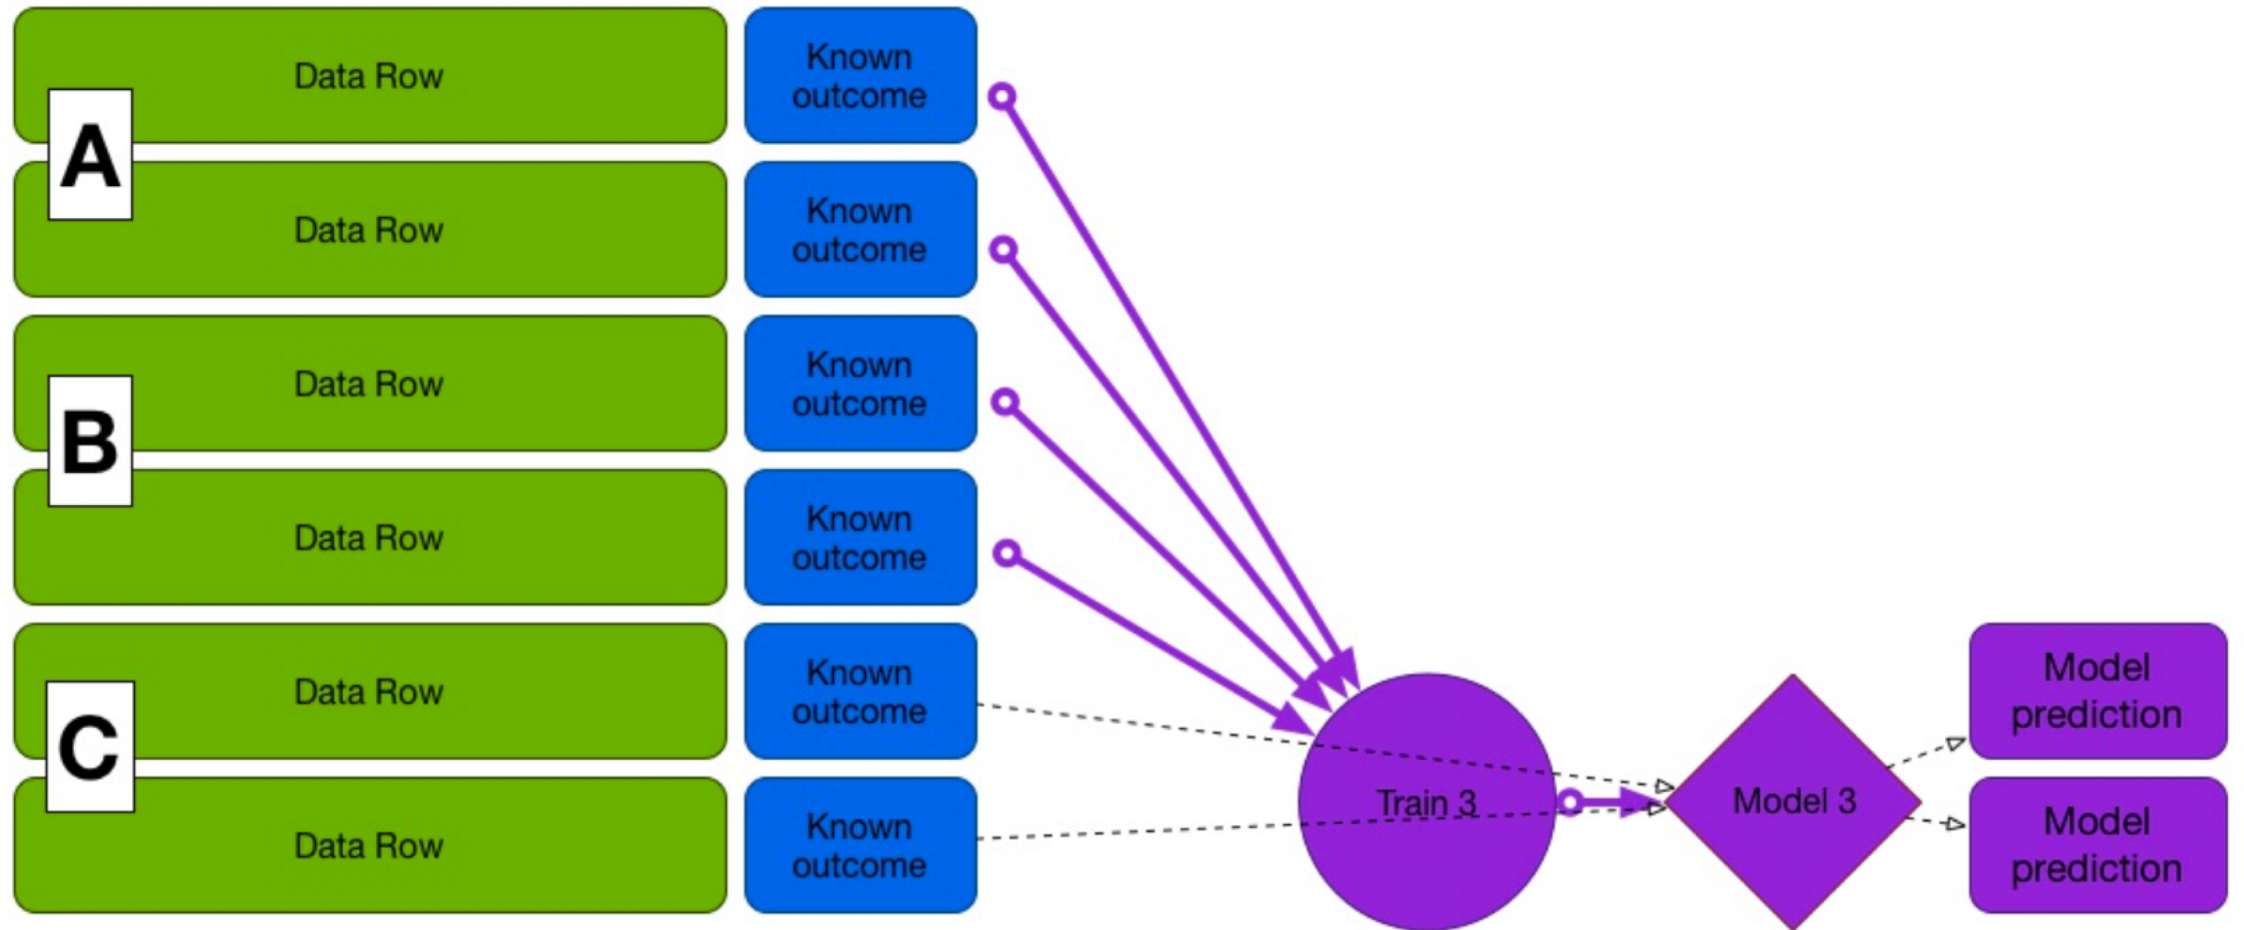 Data Row
Known
outcome
A
Data Row
Known
outcome
Data Row
Known
outcome
B
Data Row
Known
outcome
Data Row
Known
outcome
C
Data Row
Known
outcome
Train 3
Model 3
Model
prediction
Model
prediction